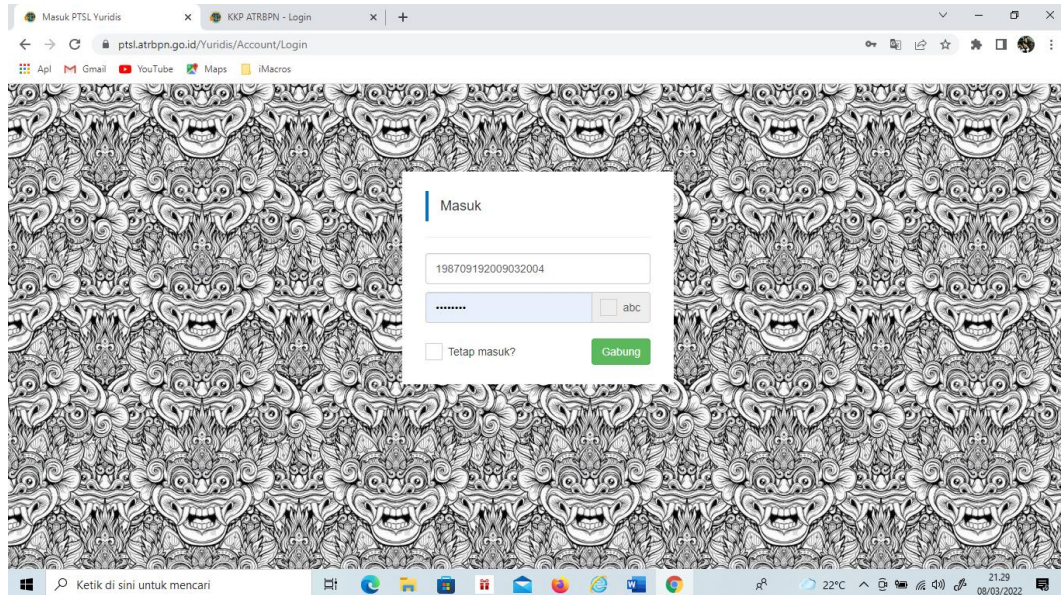 Masuk PTSL Yuridis
KKP ATRBPN - Login
ptsl.atrbpn.go.id/Yuridis/Account/Login
Apl Gmail YouTube Maps iMacros
Masuk
198709192009032004
••••••••
abc
Tetap masuk?
Gabung
Ketik di sini untuk mencari
22°C
21.29
08/03/2022